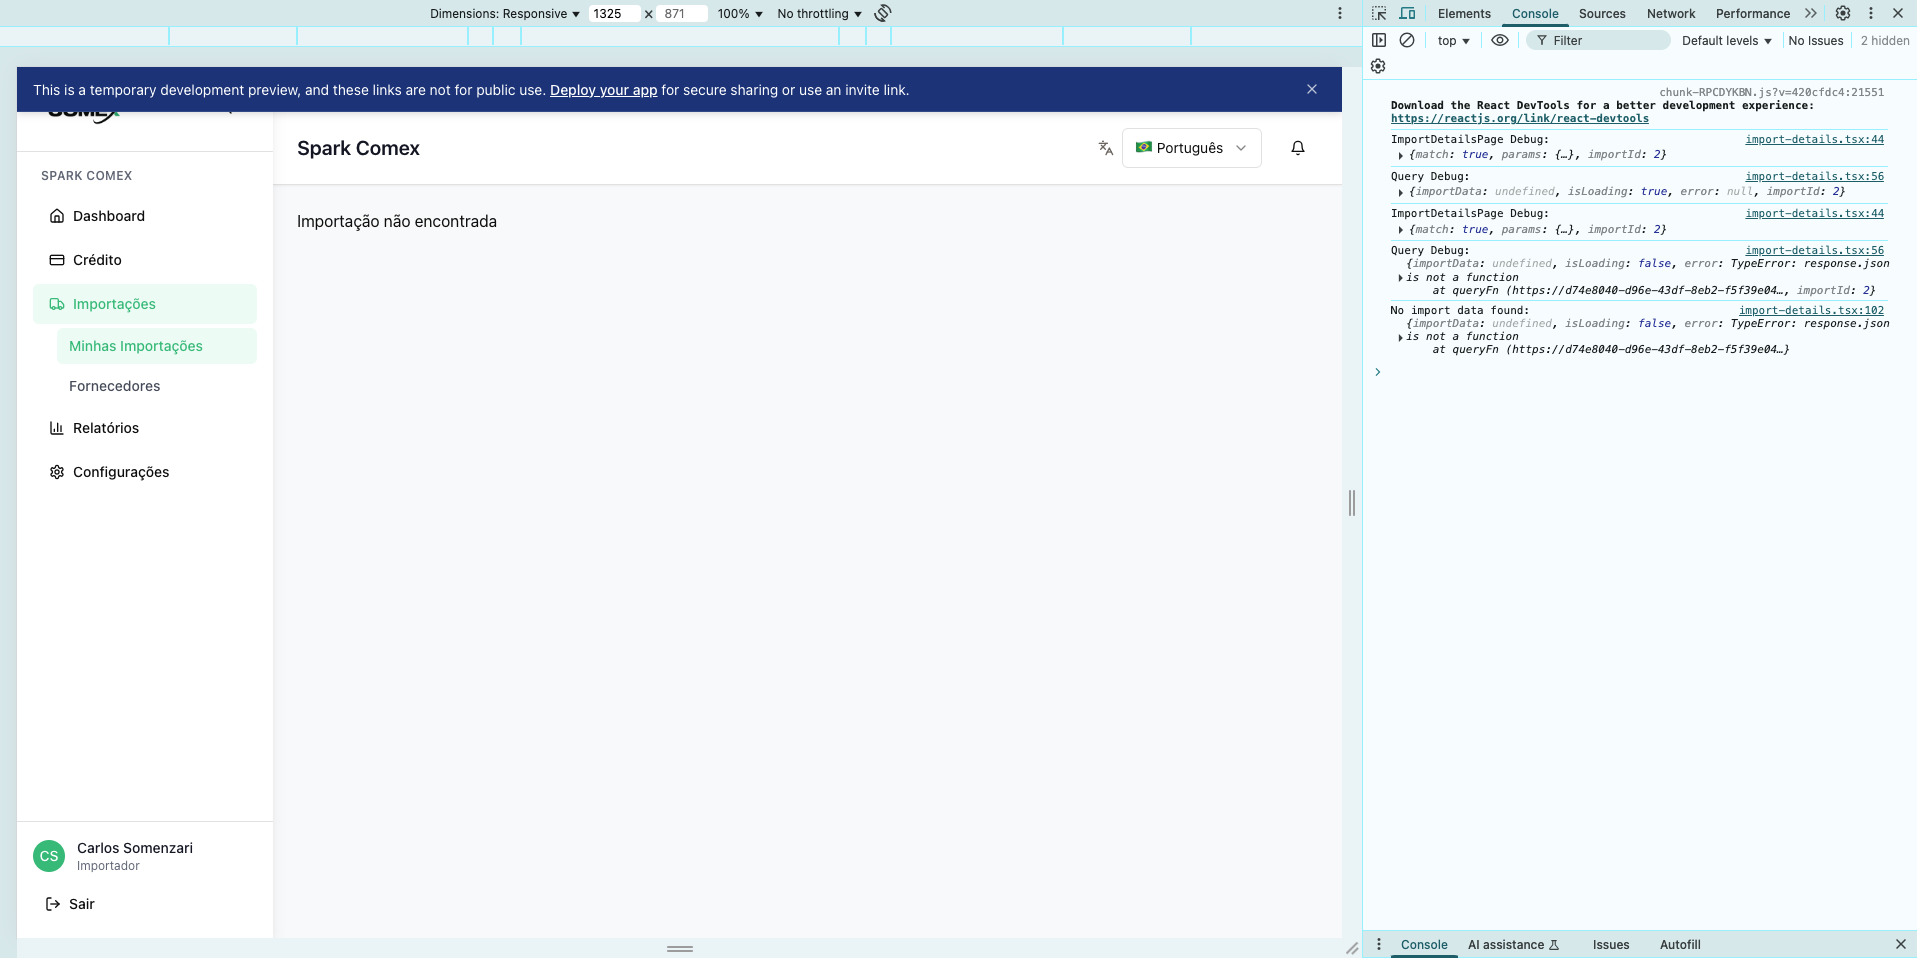 Dimensions: Responsive 1325 × 871 100% No throttling
This is a temporary development preview, and these links are not for public use. Deploy your app for secure sharing or use an invite link.
SPARK COMEX
Dashboard
Crédito
Importações
Minhas Importações
Fornecedores
Relatórios
Configurações
CS
Carlos Somenzari
Importador
Sair
Spark Comex
Português
Importação não encontrada
Elements Console Sources Network Performance
top Filter Default levels No Issues 2 hidden
chunk-RPCDYKBN.js?v=420cfdc4:21551
Download the React DevTools for a better development experience:
https://reactjs.org/link/react-devtools
ImportDetailsPage Debug: import-details.tsx:44
{match: true, params: {…}, importId: 2}
Query Debug: import-details.tsx:56
{importData: undefined, isLoading: true, error: null, importId: 2}
ImportDetailsPage Debug: import-details.tsx:44
{match: true, params: {…}, importId: 2}
Query Debug: import-details.tsx:56
{importData: undefined, isLoading: false, error: TypeError: response.json
is not a function
at queryFn (https://d74e8040-d96e-43df-8eb2-f5f39e04…, importId: 2}
No import data found: import-details.tsx:102
{importData: undefined, isLoading: false, error: TypeError: response.json
is not a function
at queryFn (https://d74e8040-d96e-43df-8eb2-f5f39e04…}
Console AI assistance Issues Autofill